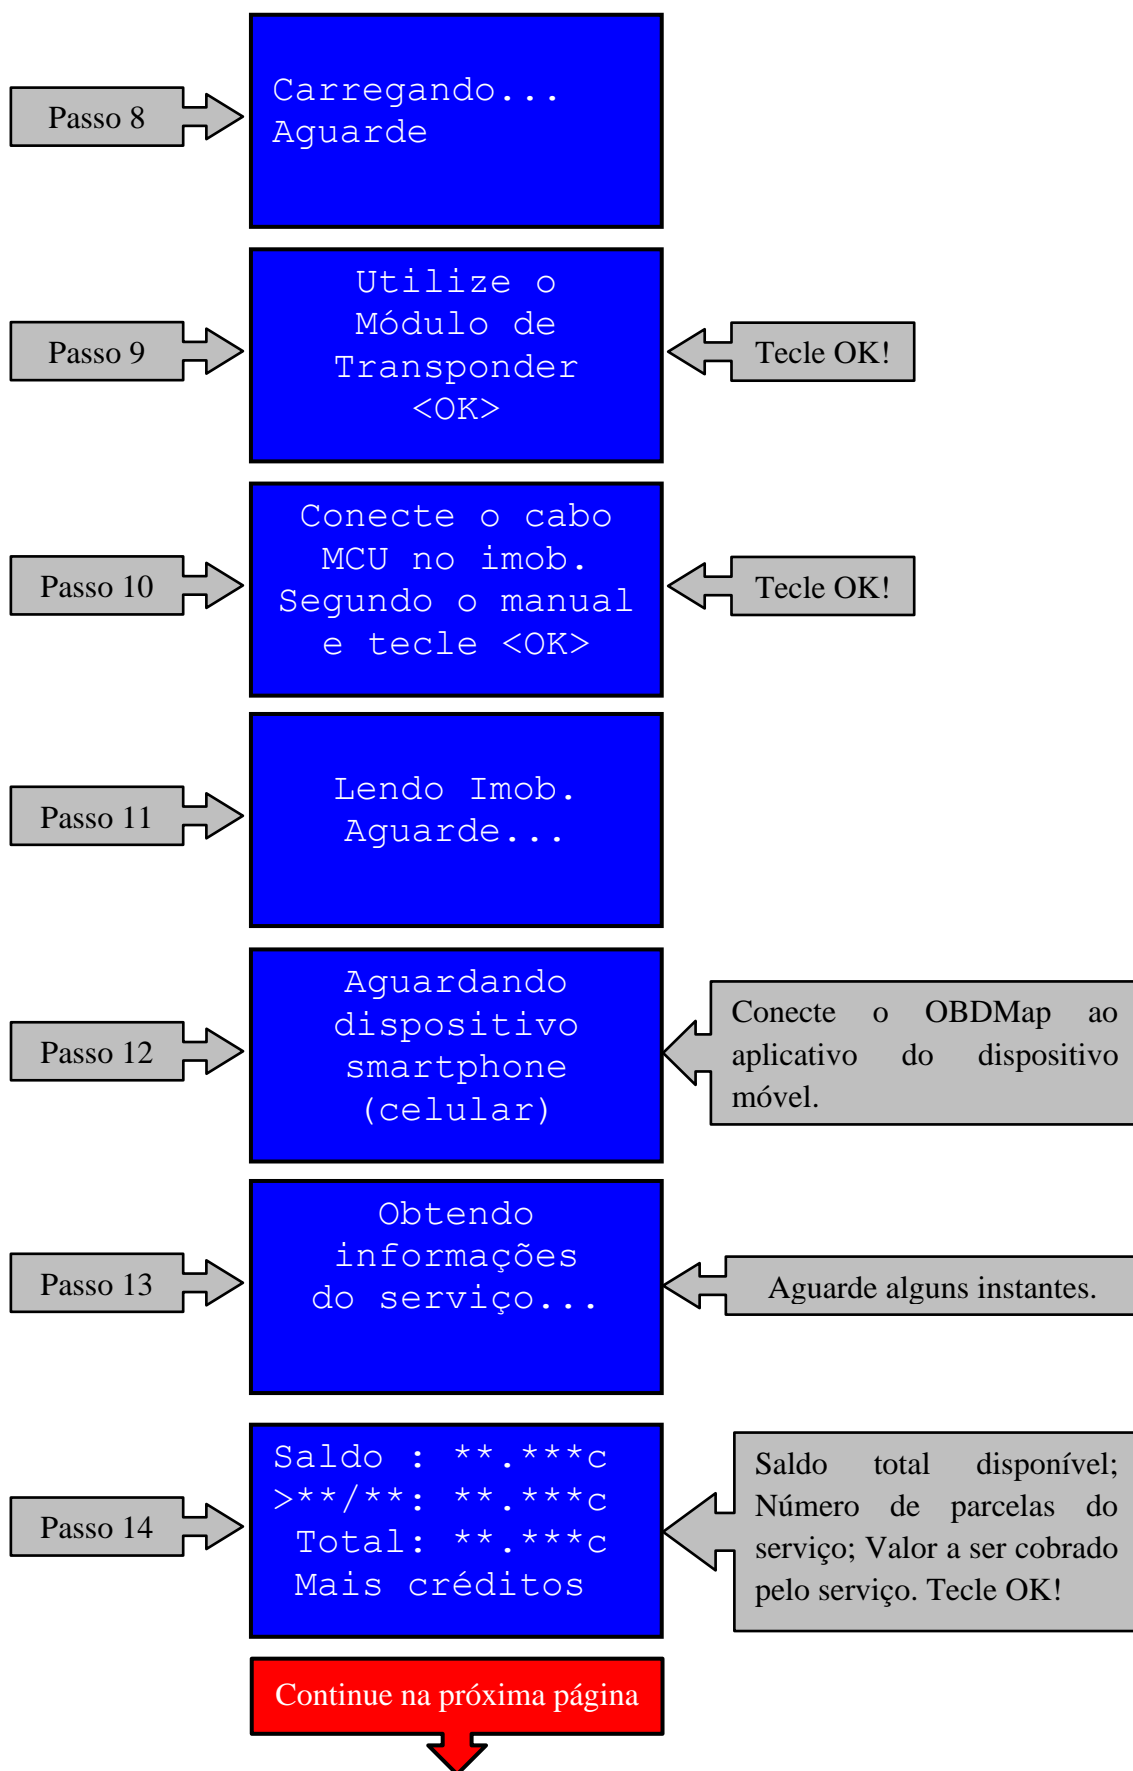 Passo 8
Carregando...
Aguarde
Passo 9
Utilize o
Módulo de
Transponder
<OK>
Tecle OK!
Passo 10
Conecte o cabo
MCU no imob.
Segundo o manual
e tecle <OK>
Tecle OK!
Passo 11
Lendo Imob.
Aguarde...
Passo 12
Aguardando
dispositivo
smartphone
(celular)
Conecte o OBDMap ao
aplicativo do dispositivo
móvel.
Passo 13
Obtendo
informações
do serviço...
Aguarde alguns instantes.
Passo 14
Saldo : **.***c
>**/**: **.***c
Total: **.***c
Mais créditos
Saldo total disponível;
Número de parcelas do
serviço; Valor a ser cobrado
pelo serviço. Tecle OK!
Continue na próxima página